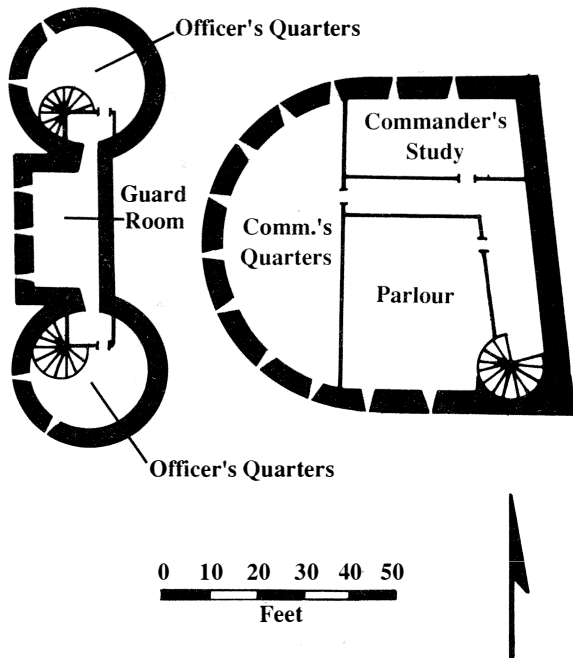 Officer's Quarters
Commander's
Study
Guard
Room
Comm.'s
Quarters
Parlour
Officer's Quarters
0 10 20 30 40 50
Feet